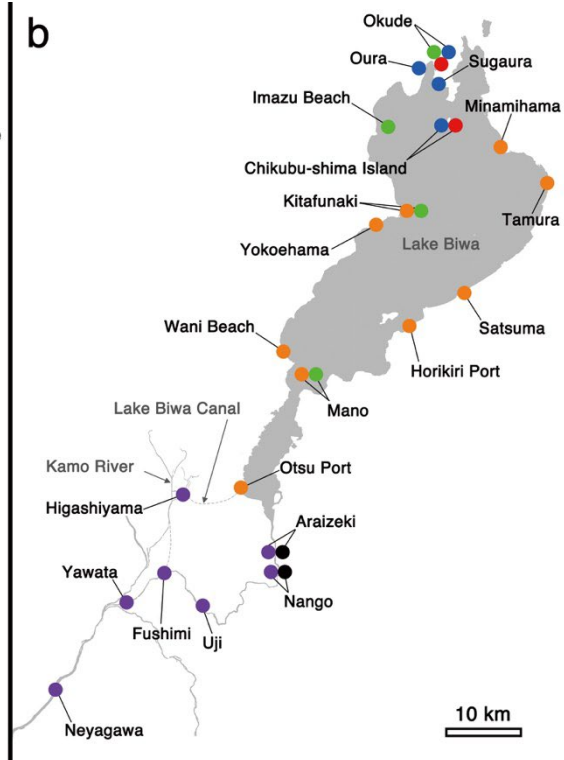 b
Okude
Oura
Sugaura
Imazu Beach
Minamihama
Chikubu-shima Island
Kitafunaki
Tamura
Yokoehama
Lake Biwa
Satsuma
Wani Beach
Horikiri Port
Mano
Lake Biwa Canal
Kamo River
Otsu Port
Higashiyama
Araizeki
Yawata
Nango
Fushimi
Uji
Neyagawa
10 km